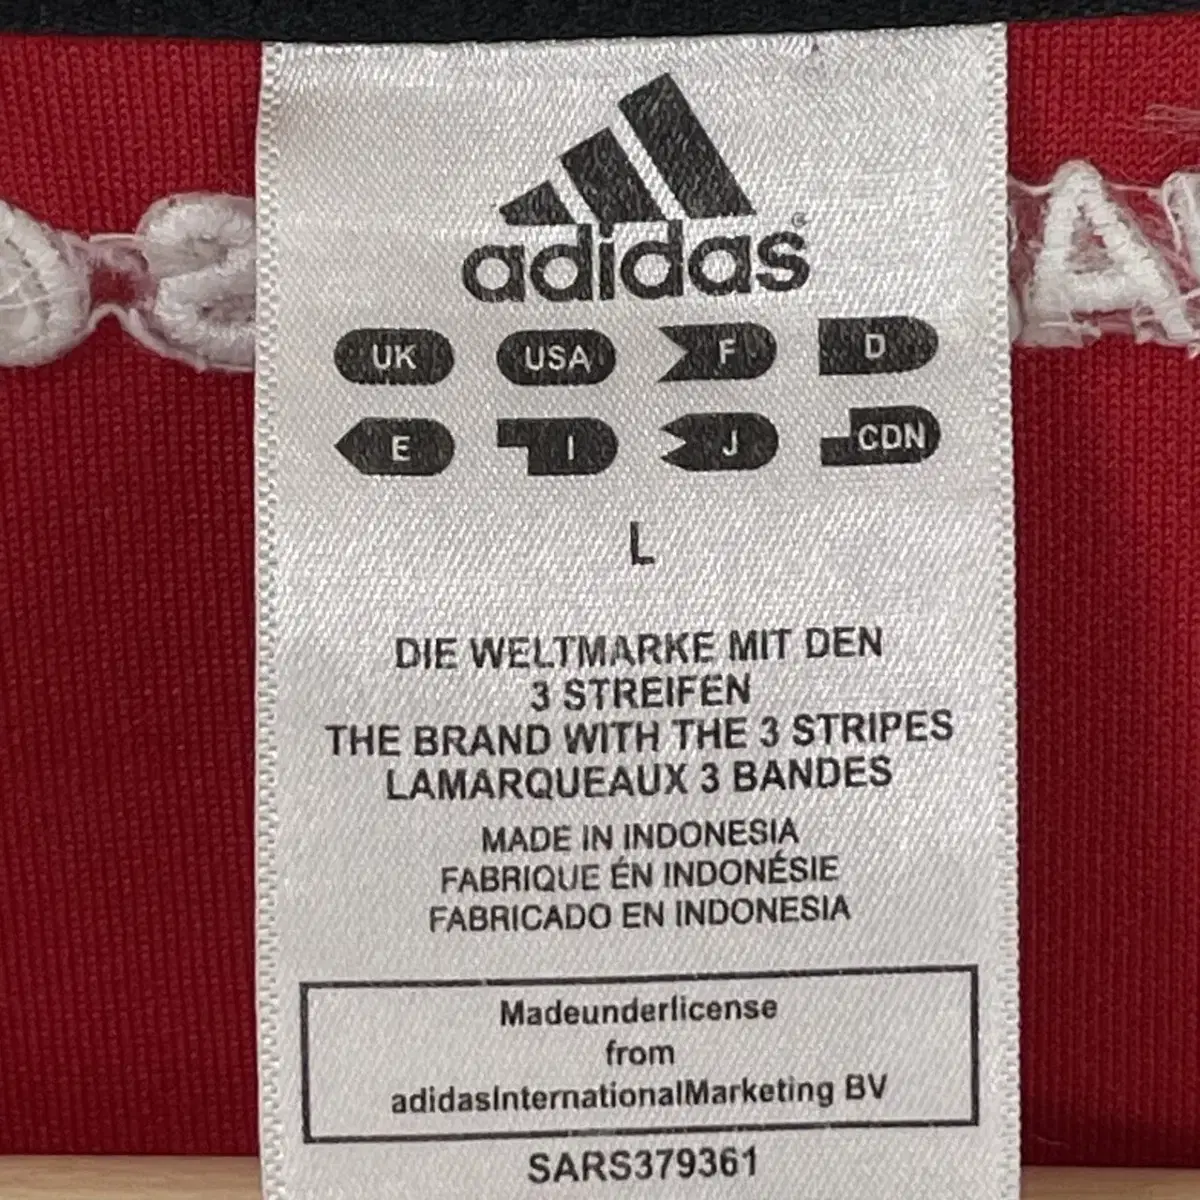 adidas®
UK USA F D
E I J CDN
L
DIE WELTMARKE MIT DEN
3 STREIFEN
THE BRAND WITH THE 3 STRIPES
LAMARQUEAUX 3 BANDES
MADE IN INDONESIA
FABRIQUE ÉN INDONÉSIE
FABRICADO EN INDONESIA
Madeunderlicense
from
adidasInternationalMarketing BV
SARS379361